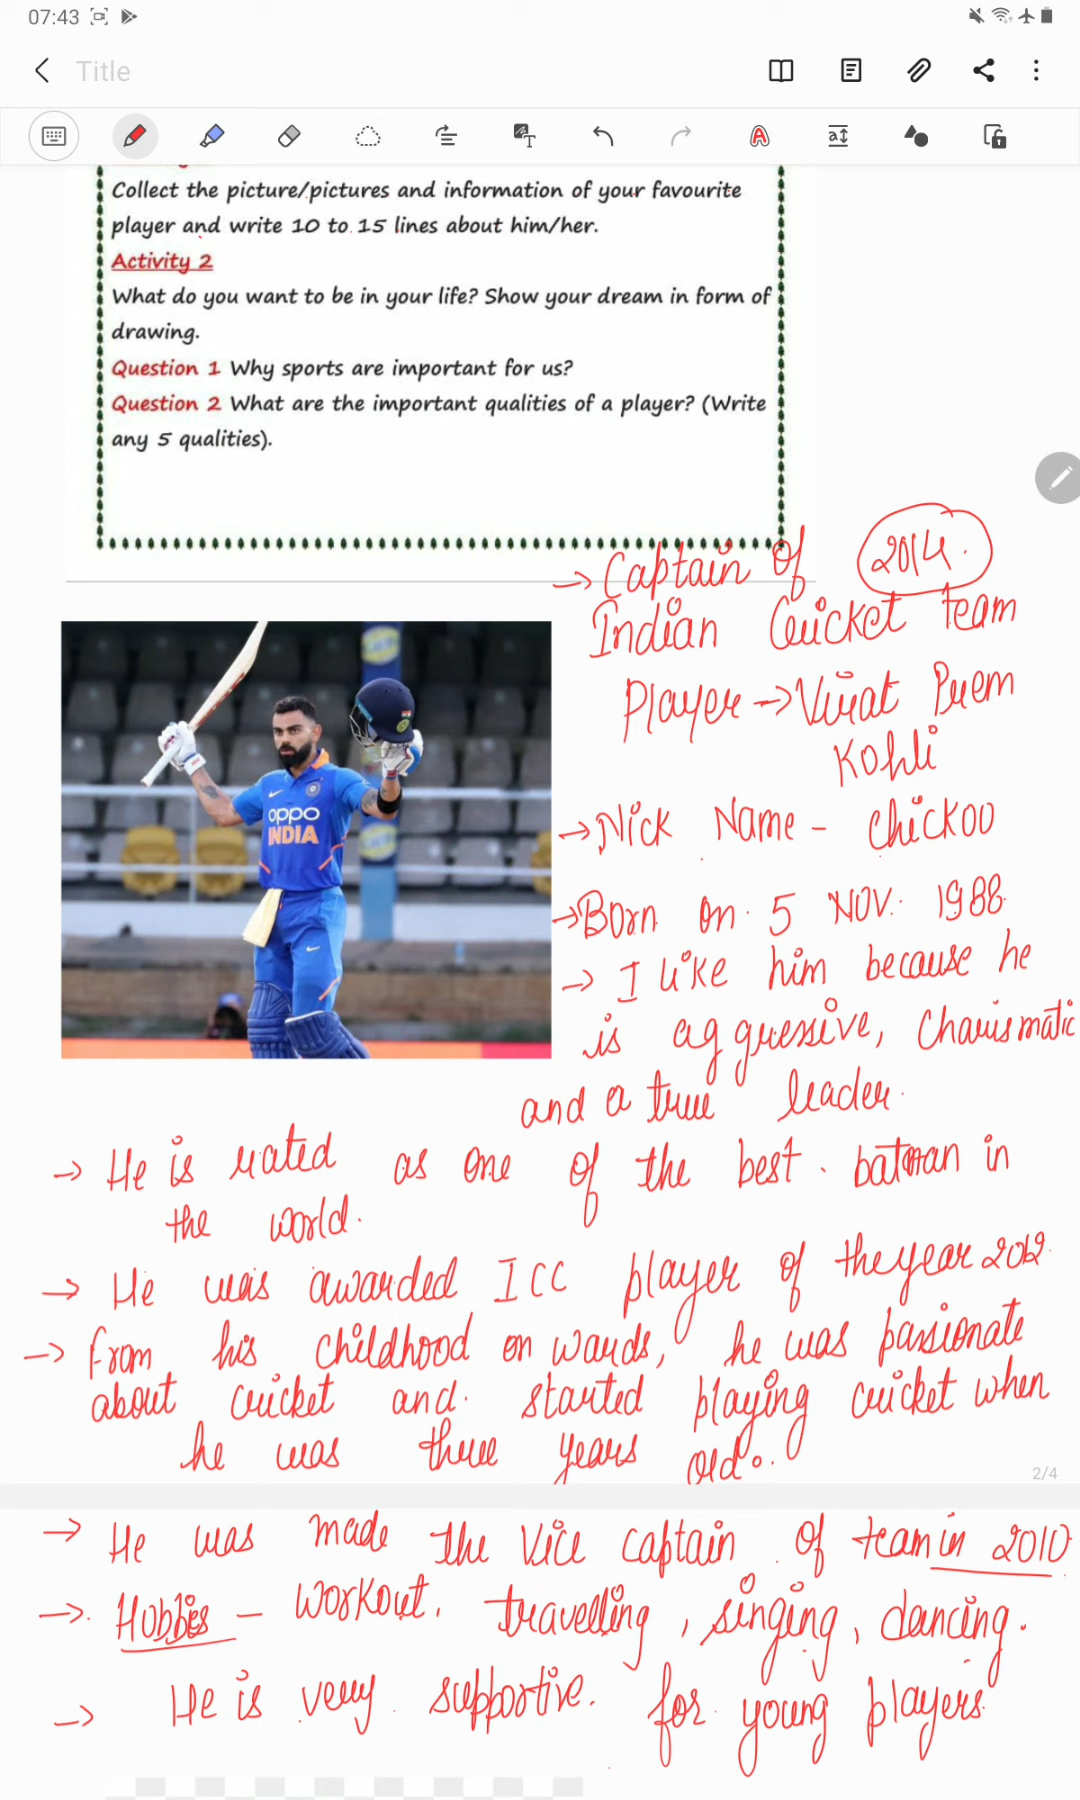 07:43
Title
Collect the picture/pictures and information of your favourite
player and write 10 to 15 lines about him/her.
Activity 2
What do you want to be in your life? Show your dream in form of
drawing.
Question 1 Why sports are important for us?
Question 2 What are the important qualities of a player? (Write
any 5 qualities).
→ Captain of 2014.
Indian Cricket team
Player → Virat Prem
Kohli
→ Nick Name - Chickoo
→ Born on 5 NOV. 1988
→ I like him because he
is aggressive, Charismatic
and a true leader.
oppo
INDIA
→ He is rated as one of the best batman in
the world.
→ He was awarded ICC player of the year 2012
→ from his childhood on wards, he was passionate
about cricket and started playing cricket when
he was three years old.
2/4
→ He was made the Vice captain of team in 2010
→ Hobbies - Workout, travelling, singing, dancing.
→ He is very supportive for young players